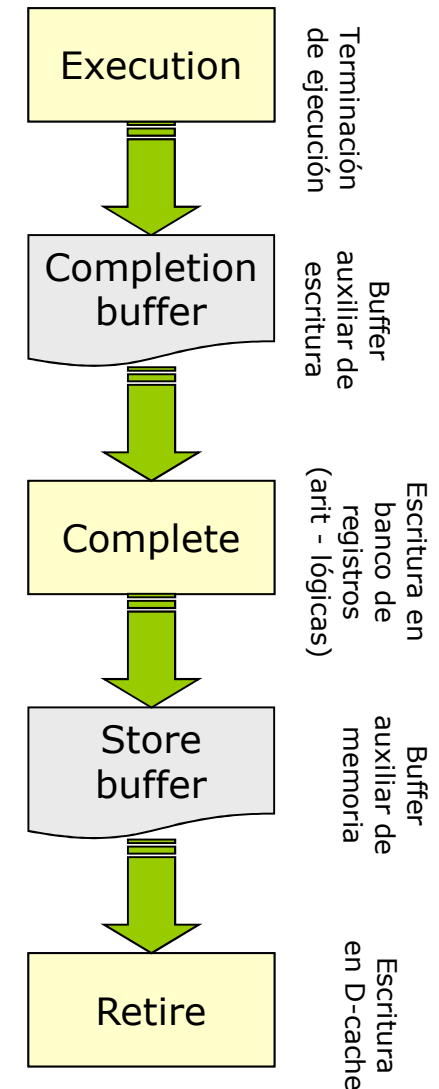 Execution
Terminación
de ejecución
Completion
buffer
Buffer
auxiliar de
escritura
Complete
Escritura en
banco de
registros
(arit - lógicas)
Store
buffer
Buffer
auxiliar de
memoria
Retire
Escritura
en D-cache